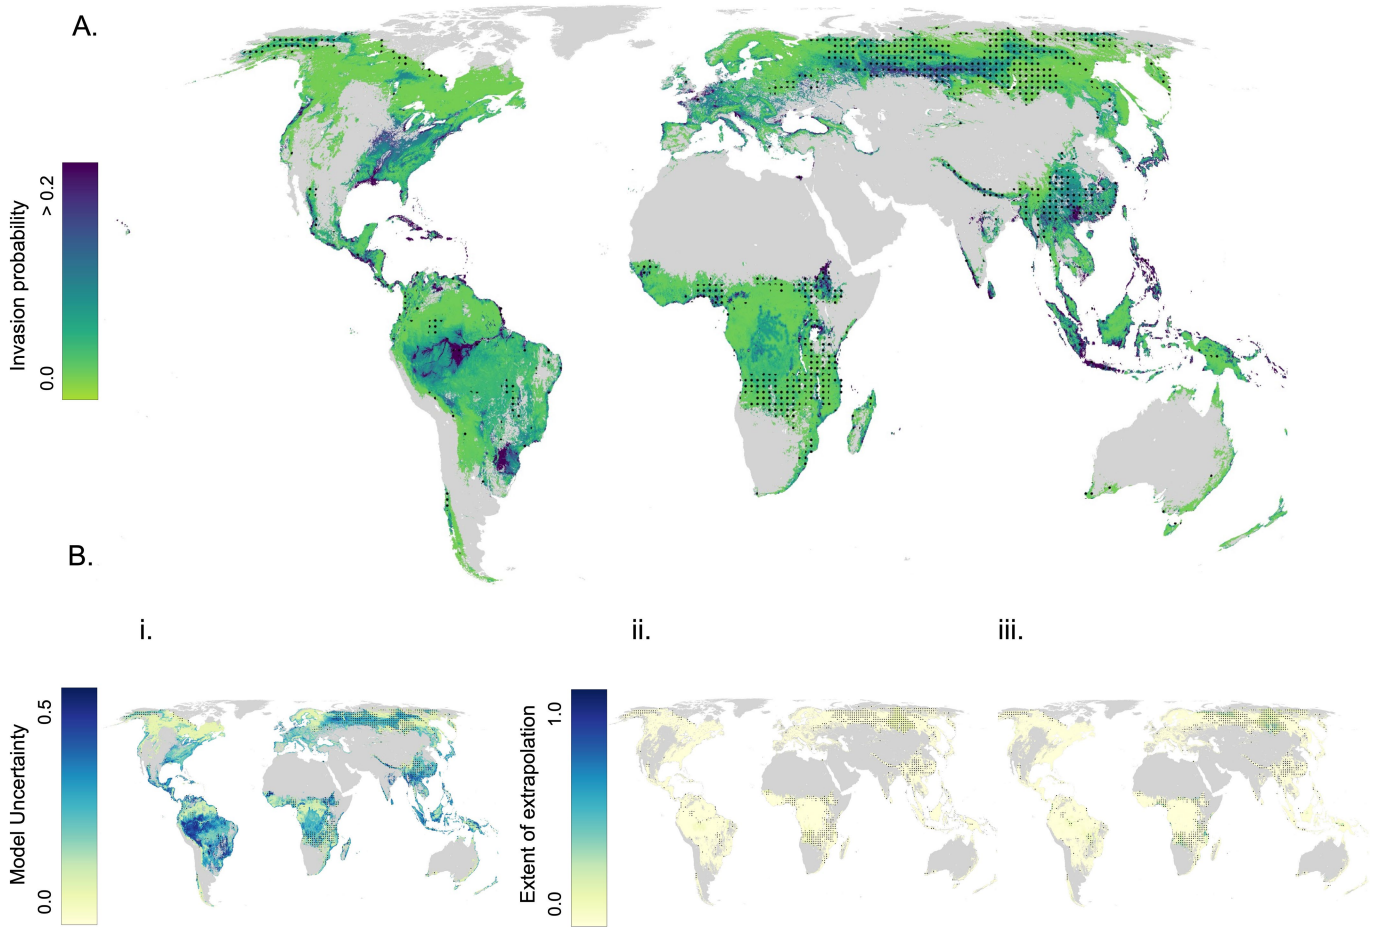 A.
Invasion probability
> 0.2
0.0
B.
i.
ii.
iii.
Model Uncertainty
0.5
0.0
Extent of extrapolation
1.0
0.0